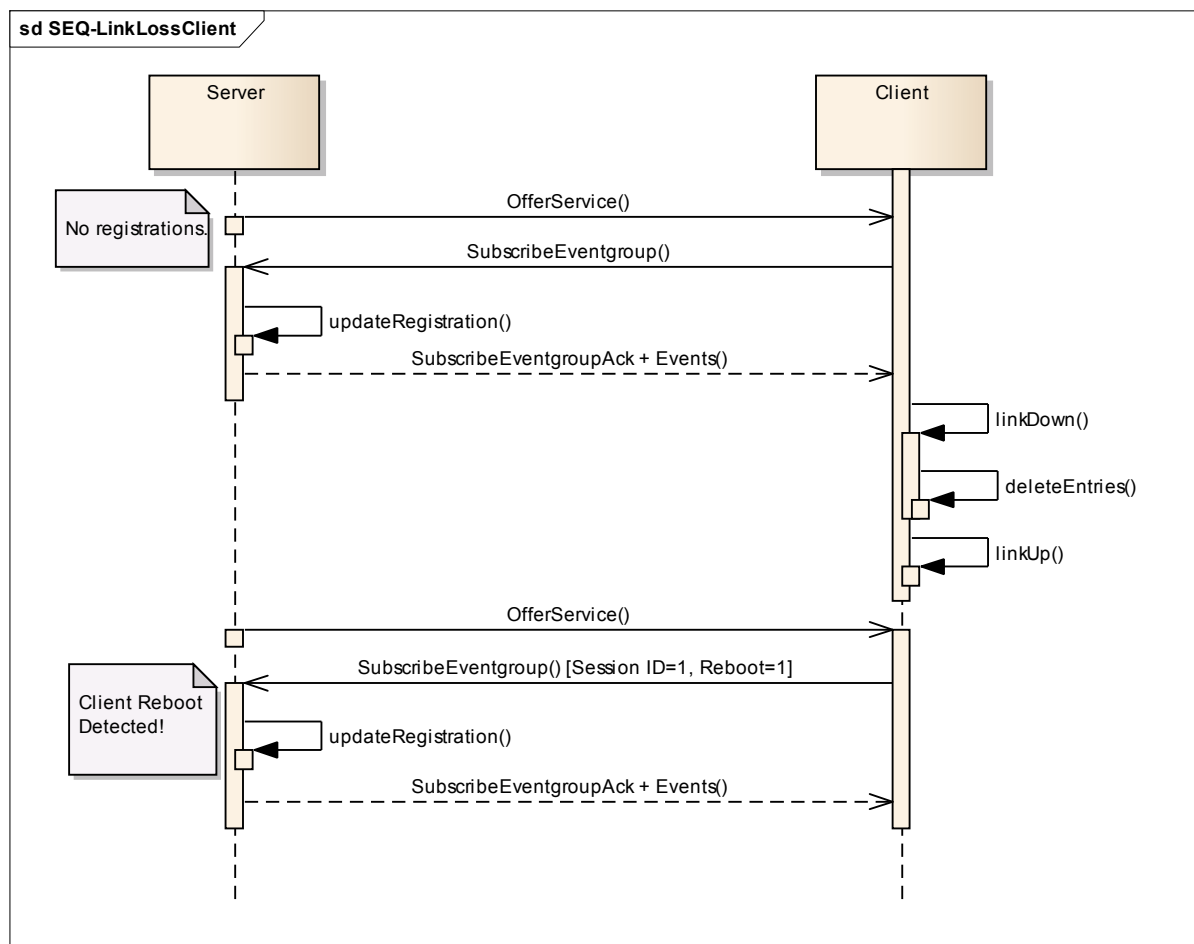 sd SEQ-LinkLossClient
Server
Client
No registrations.
OfferService()
SubscribeEventgroup()
updateRegistration()
SubscribeEventgroupAck + Events()
linkDown()
deleteEntries()
linkUp()
OfferService()
SubscribeEventgroup() [Session ID=1, Reboot=1]
Client Reboot
Detected!
updateRegistration()
SubscribeEventgroupAck + Events()